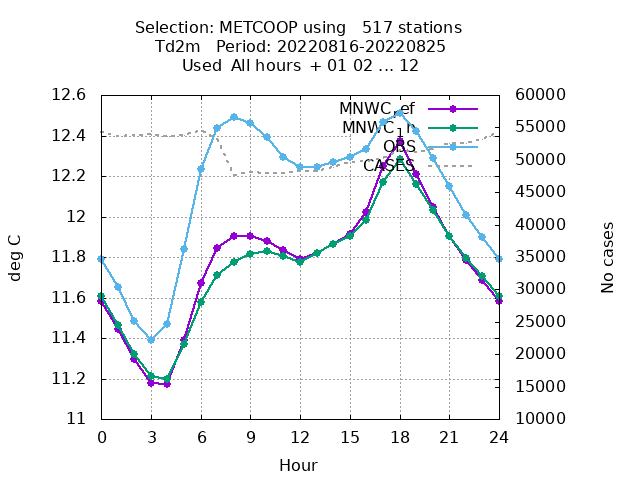 Selection: METCOOP using 517 stations
Td2m Period: 20220816-20220825
Used All hours + 01 02 ... 12
12.6
12.4
12.2
12
11.8
11.6
11.4
11.2
11
deg C
60000
55000
50000
45000
40000
35000
30000
25000
20000
15000
10000
No cases
MNWC_ref
MNWC_1h
OBS
CASES
0 3 6 9 12 15 18 21 24
Hour